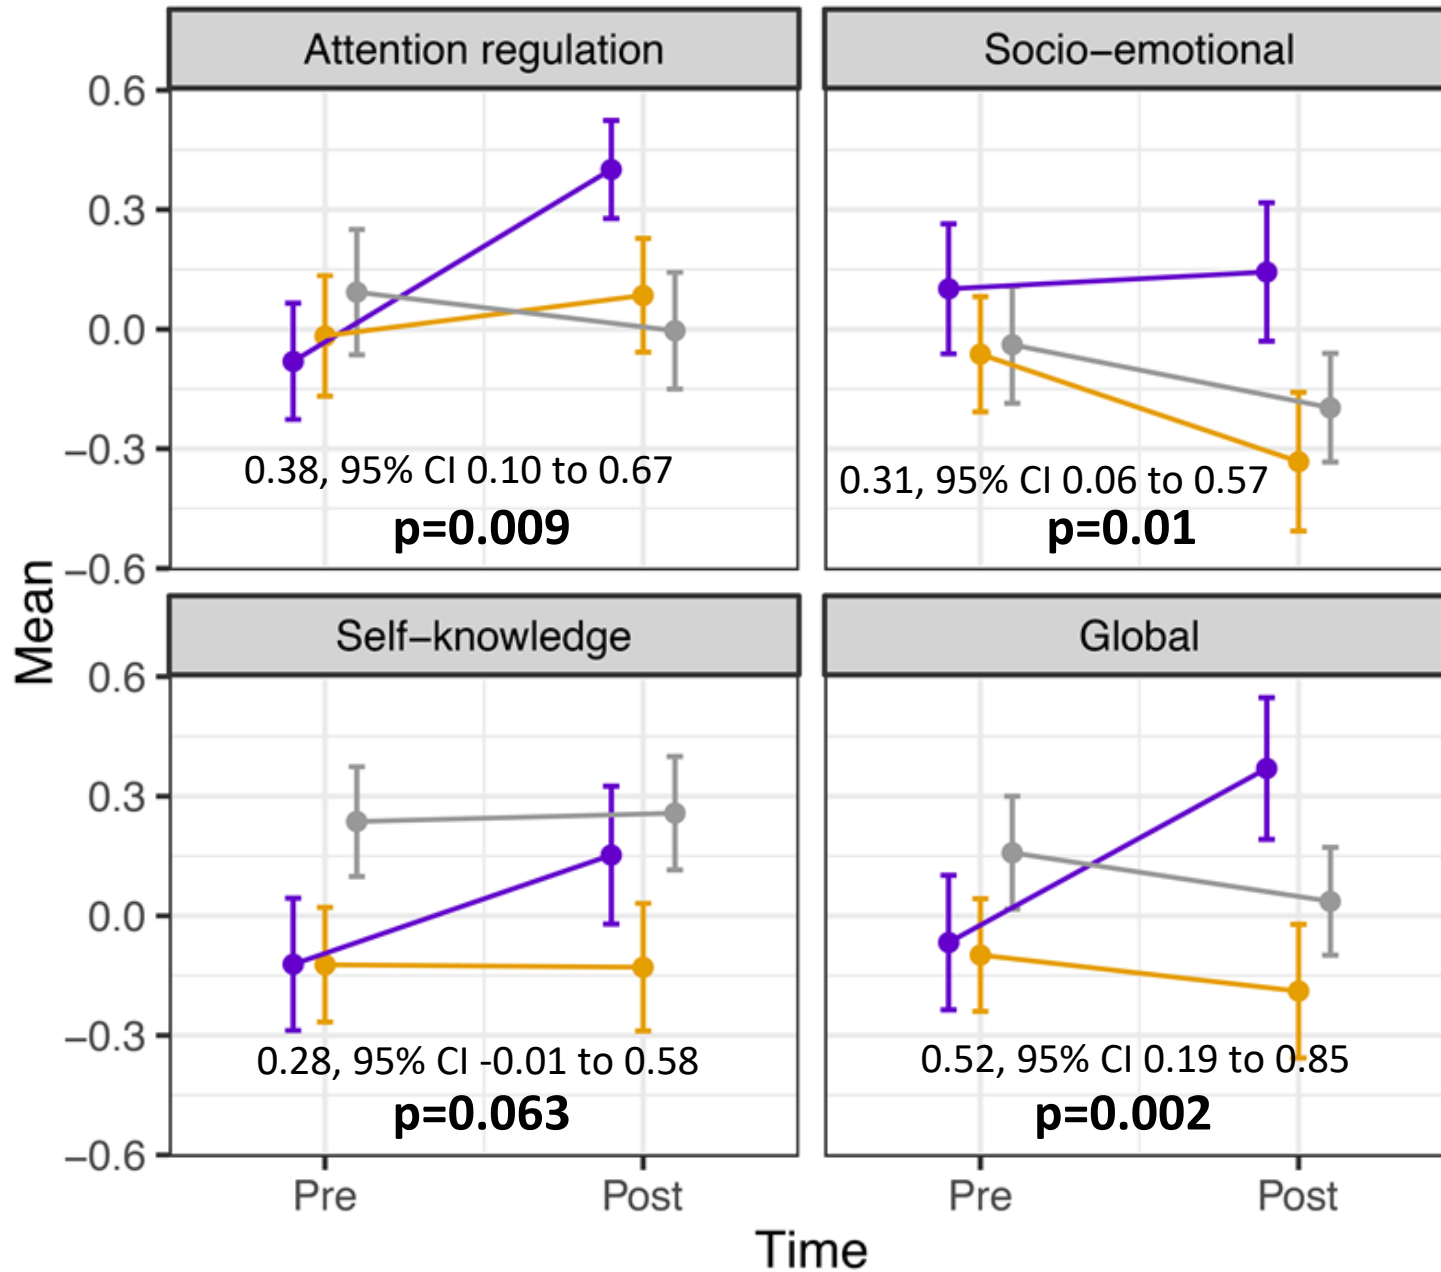 Attention regulation
Socio−emotional
0.6
0.3
0.0
−0.3
−0.6
0.38, 95% CI 0.10 to 0.67
p=0.009
0.31, 95% CI 0.06 to 0.57
p=0.01
Mean
Self−knowledge
Global
0.6
0.3
0.0
−0.3
−0.6
0.28, 95% CI -0.01 to 0.58
p=0.063
0.52, 95% CI 0.19 to 0.85
p=0.002
Pre
Post
Pre
Post
Time